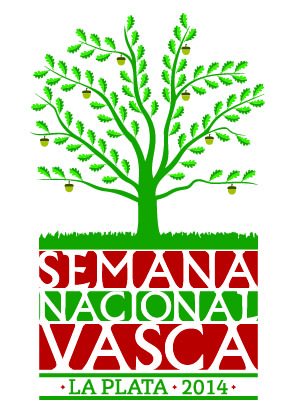 SEMANA
NACIONAL
VASCA
· LA PLATA · 2014 ·